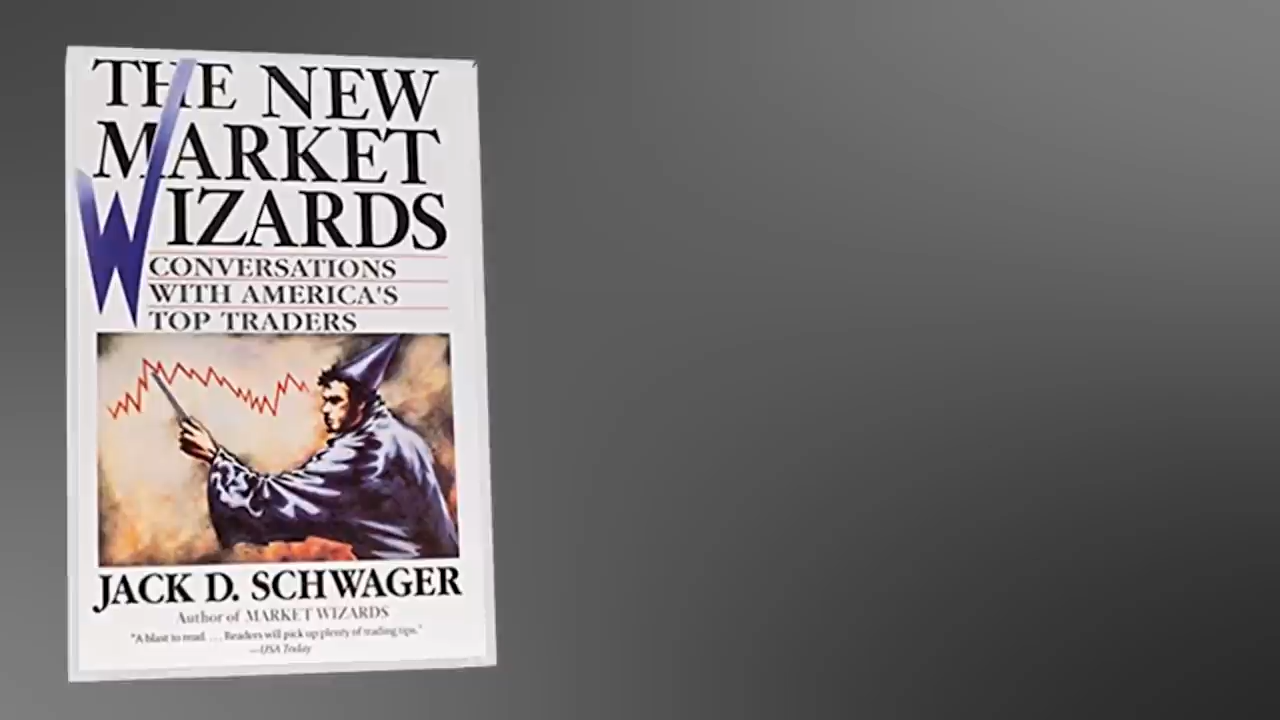 THE NEW
MARKET
WIZARDS
CONVERSATIONS
WITH AMERICA'S
TOP TRADERS
JACK D. SCHWAGER
Author of MARKET WIZARDS
"A blast to read. . . . Readers will pick up plenty of trading tips."
—USA Today